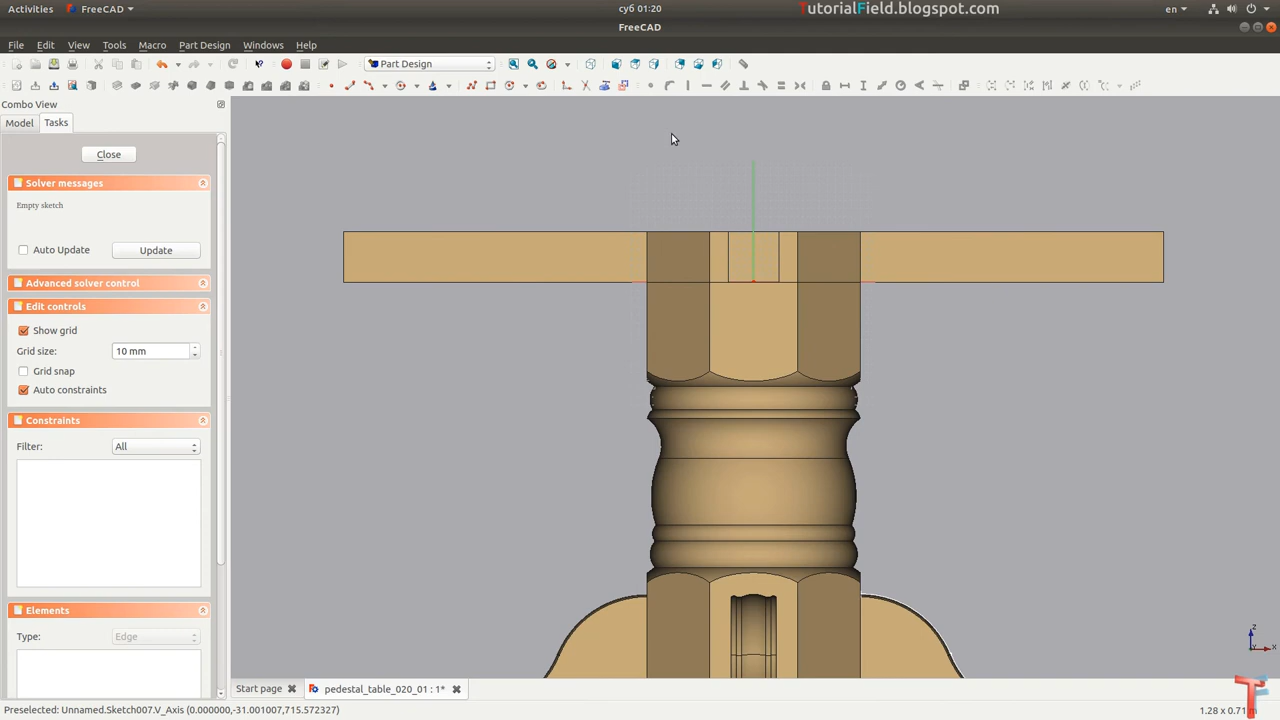 Activities FreeCAD суб 01:20 TutorialField.blogspot.com en
FreeCAD
File Edit View Tools Macro Part Design Windows Help
Part Design
Combo View
Model Tasks
Close
Solver messages
Empty sketch
Auto Update Update
Advanced solver control
Edit controls
Show grid
Grid size: 10 mm
Grid snap
Auto constraints
Constraints
Filter: All
Elements
Type: Edge
z
x
Start page pedestal_table_020_01 : 1*
Preselected: Unnamed.Sketch007.V_Axis (0.000000,-31.001007,715.572327) 1.28 x 0.71